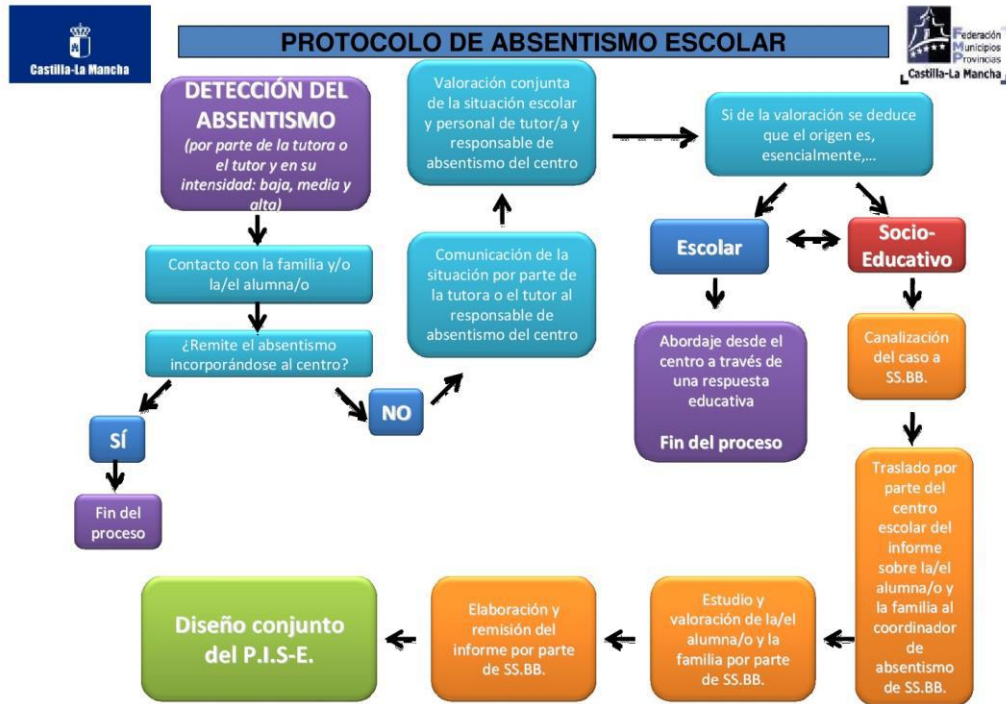 Castilla-La Mancha
PROTOCOLO DE ABSENTISMO ESCOLAR
Federación
Municipios
Provincias
Castilla-La Mancha
DETECCIÓN DEL
ABSENTISMO
(por parte de la tutora o
el tutor y en su
intensidad: baja, media y
alta)
Contacto con la familia y/o
la/el alumna/o
¿Remite el absentismo
incorporándose al centro?
SÍ
Fin del
proceso
NO
Comunicación de la
situación por parte de
la tutora o el tutor al
responsable de
absentismo del centro
Valoración conjunta
de la situación escolar
y personal de tutor/a y
responsable de
absentismo del centro
Si de la valoración se deduce
que el origen es,
esencialmente,...
Escolar
Abordaje desde el
centro a través de
una respuesta
educativa
Fin del proceso
Socio-
Educativo
Canalización
del caso a
SS.BB.
Traslado por
parte del
centro
escolar del
informe
sobre la/el
alumna/o y
la familia al
coordinador
de
absentismo
de SS.BB.
Estudio y
valoración de la/el
alumna/o y la
familia por parte
de SS.BB.
Elaboración y
remisión del
informe por parte
de SS.BB.
Diseño conjunto
del P.I.S-E.